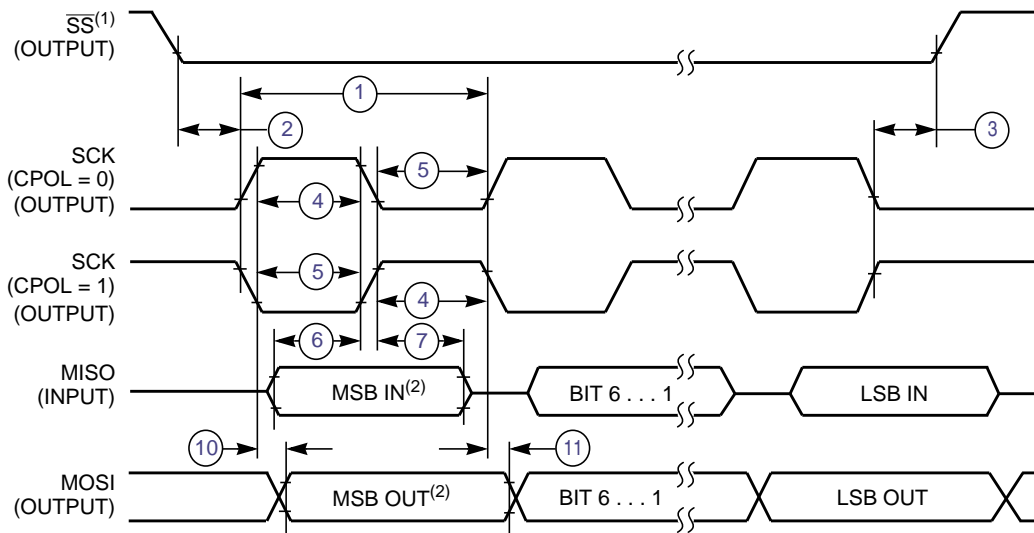 SS(1)
(OUTPUT)
1
2
3
SCK
(CPOL = 0)
(OUTPUT)
5
4
SCK
(CPOL = 1)
(OUTPUT)
5
4
6
7
MISO
(INPUT)
MSB IN(2)
BIT 6 . . . 1
LSB IN
10
11
MOSI
(OUTPUT)
MSB OUT(2)
BIT 6 . . . 1
LSB OUT